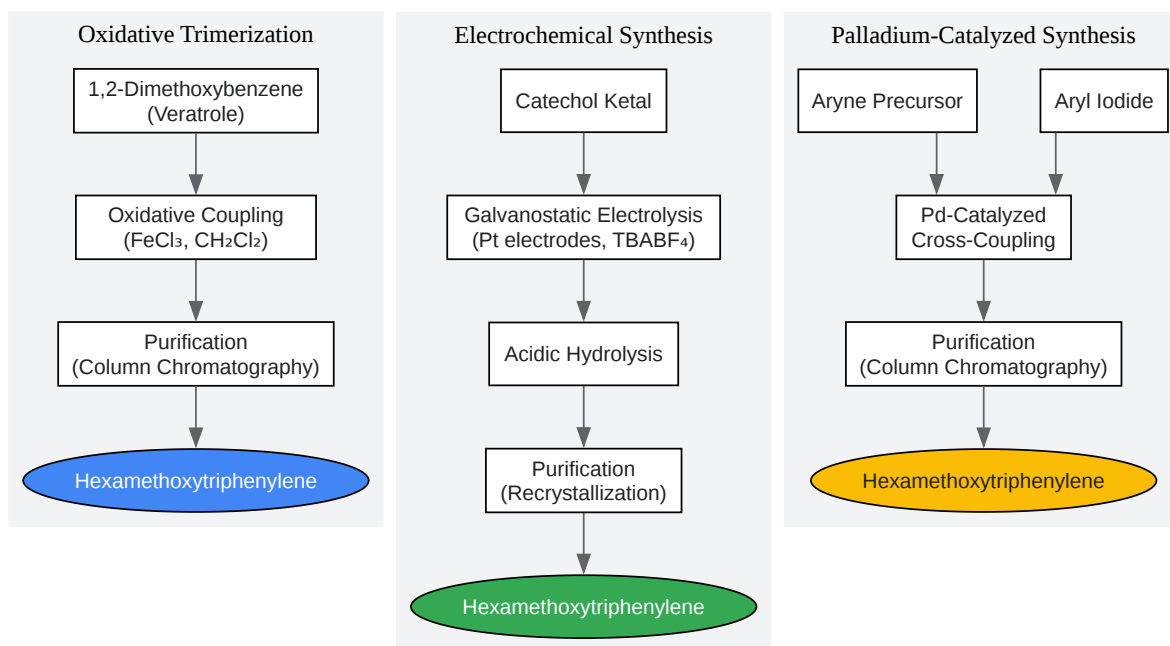 Oxidative Trimerization
1,2-Dimethoxybenzene
(Veratrole)
Oxidative Coupling
(FeCl₃, CH₂Cl₂)
Purification
(Column Chromatography)
Hexamethoxytriphenylene
Electrochemical Synthesis
Catechol Ketal
Galvanostatic Electrolysis
(Pt electrodes, TBABF₄)
Acidic Hydrolysis
Purification
(Recrystallization)
Hexamethoxytriphenylene
Palladium-Catalyzed Synthesis
Aryne Precursor
Aryl Iodide
Pd-Catalyzed
Cross-Coupling
Purification
(Column Chromatography)
Hexamethoxytriphenylene